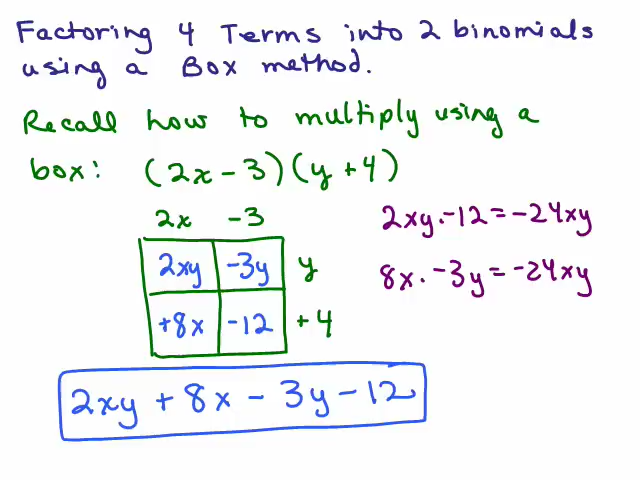 Factoring 4 Terms into 2 binomials
using a Box method.
Recall how to multiply using a
box: (2x - 3)(y + 4)
2x -3
2xy -3y y
+8x -12 +4
2xy · -12 = -24xy
8x · -3y = -24xy
2xy + 8x - 3y - 12